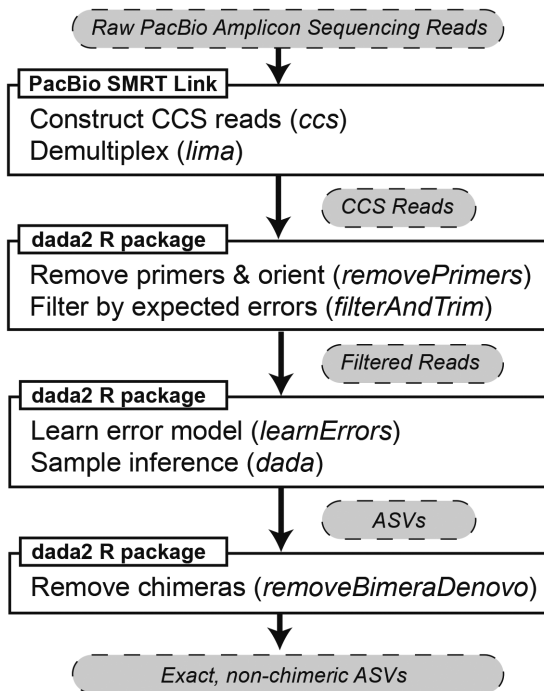 Raw PacBio Amplicon Sequencing Reads
PacBio SMRT Link
Construct CCS reads (ccs)
Demultiplex (lima)
CCS Reads
dada2 R package
Remove primers & orient (removePrimers)
Filter by expected errors (filterAndTrim)
Filtered Reads
dada2 R package
Learn error model (learnErrors)
Sample inference (dada)
ASVs
dada2 R package
Remove chimeras (removeBimeraDenovo)
Exact, non-chimeric ASVs